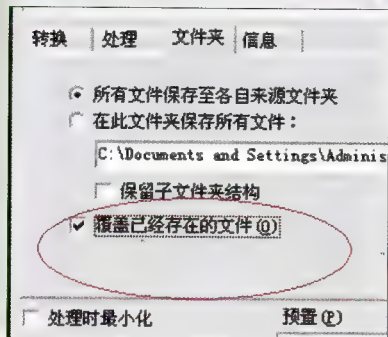 转换 处理 文件夹 信息
所有文件保存至各自来源文件夹
在此文件夹保存所有文件：
C:\Documents and Settings\Adminis
保留子文件夹结构
覆盖已经存在的文件(O)
处理时最小化 预置(P)